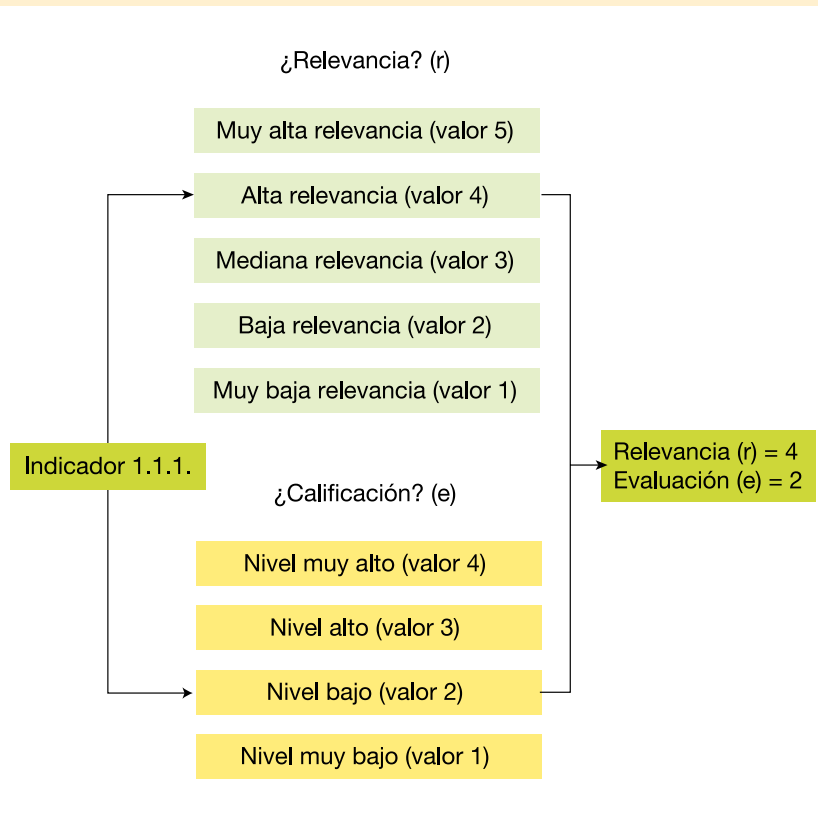 ¿Relevancia? (r)
Muy alta relevancia (valor 5)
Alta relevancia (valor 4)
Mediana relevancia (valor 3)
Baja relevancia (valor 2)
Muy baja relevancia (valor 1)
Indicador 1.1.1.
Relevancia (r) = 4
Evaluación (e) = 2
¿Calificación? (e)
Nivel muy alto (valor 4)
Nivel alto (valor 3)
Nivel bajo (valor 2)
Nivel muy bajo (valor 1)